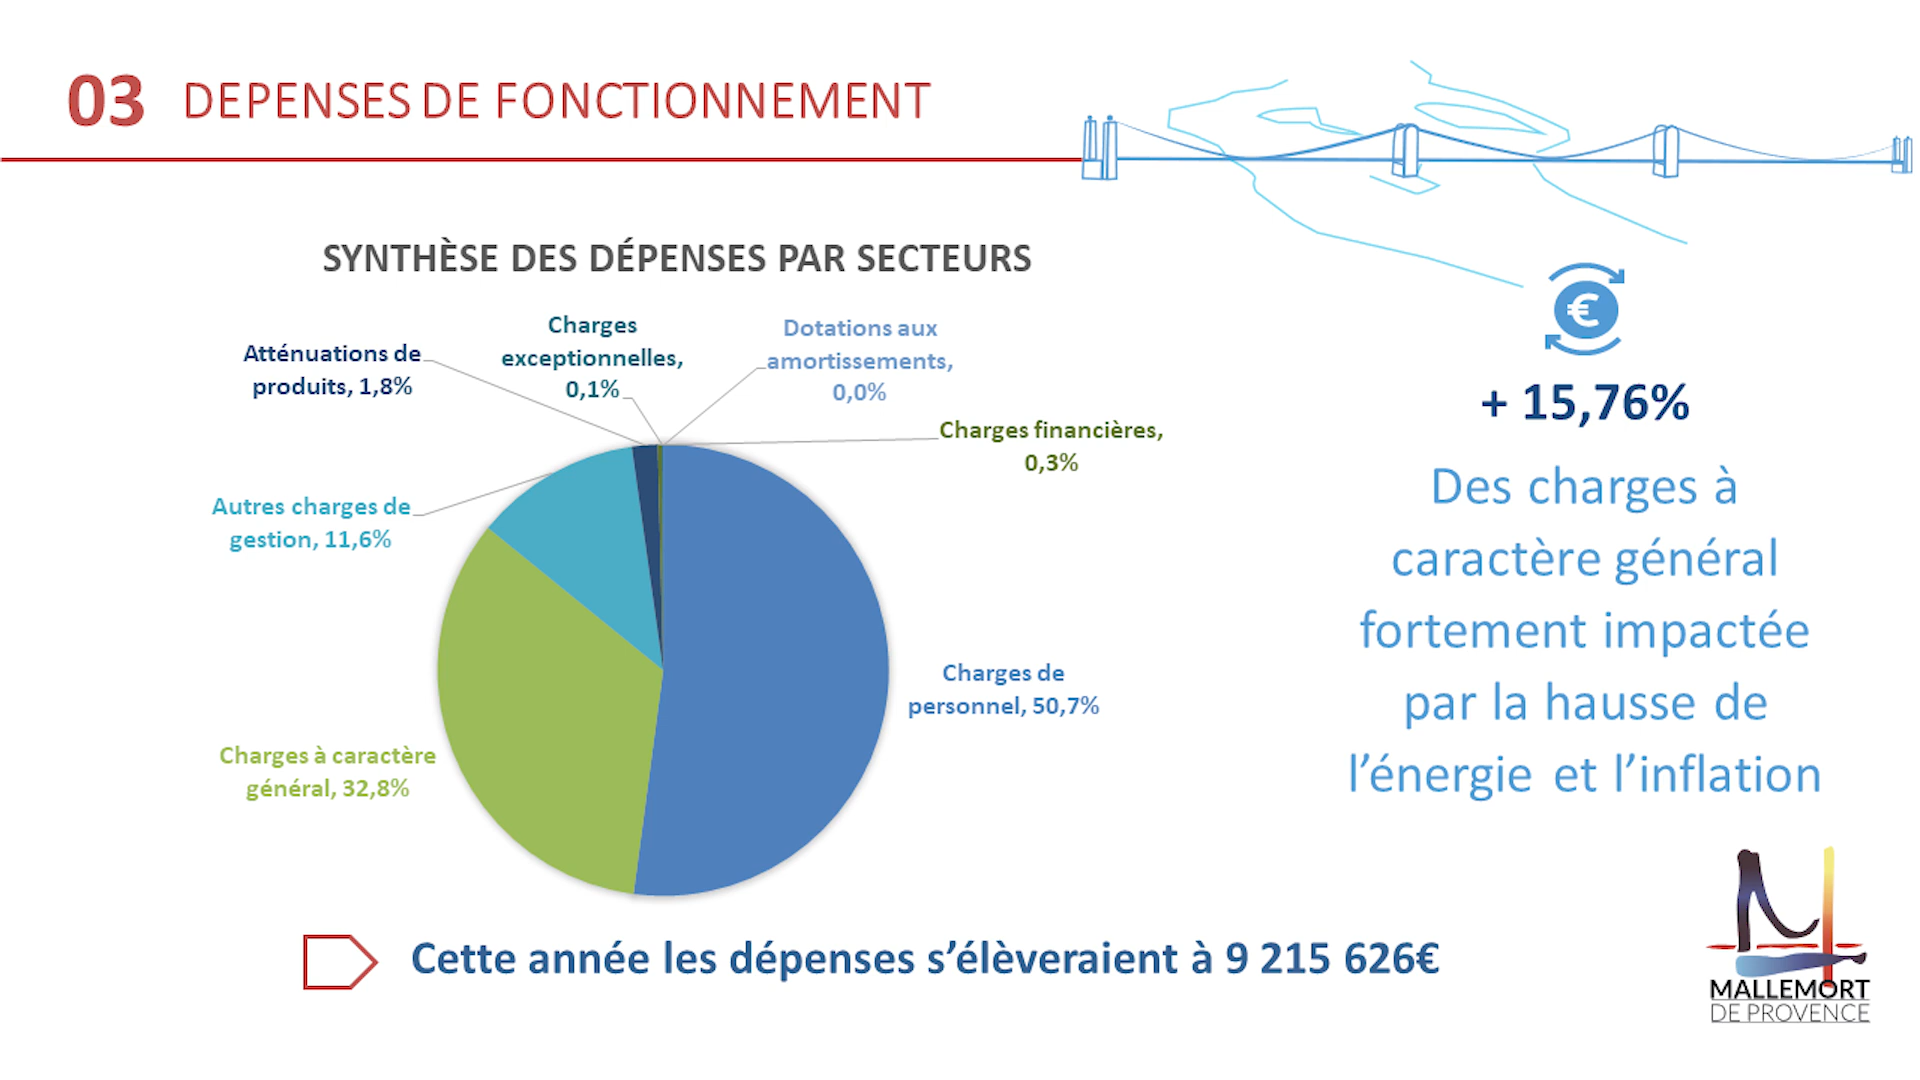 03 DEPENSES DE FONCTIONNEMENT
SYNTHÈSE DES DÉPENSES PAR SECTEURS
Atténuations de
produits, 1,8%
Charges
exceptionnelles,
0,1%
Dotations aux
amortissements,
0,0%
Charges financières,
0,3%
Autres charges de
gestion, 11,6%
Charges de
personnel, 50,7%
Charges à caractère
général, 32,8%
€
+ 15,76%
Des charges à
caractère général
fortement impactée
par la hausse de
l’énergie et l’inflation
Cette année les dépenses s’élèveraient à 9 215 626€
MALLEMORT
DE PROVENCE